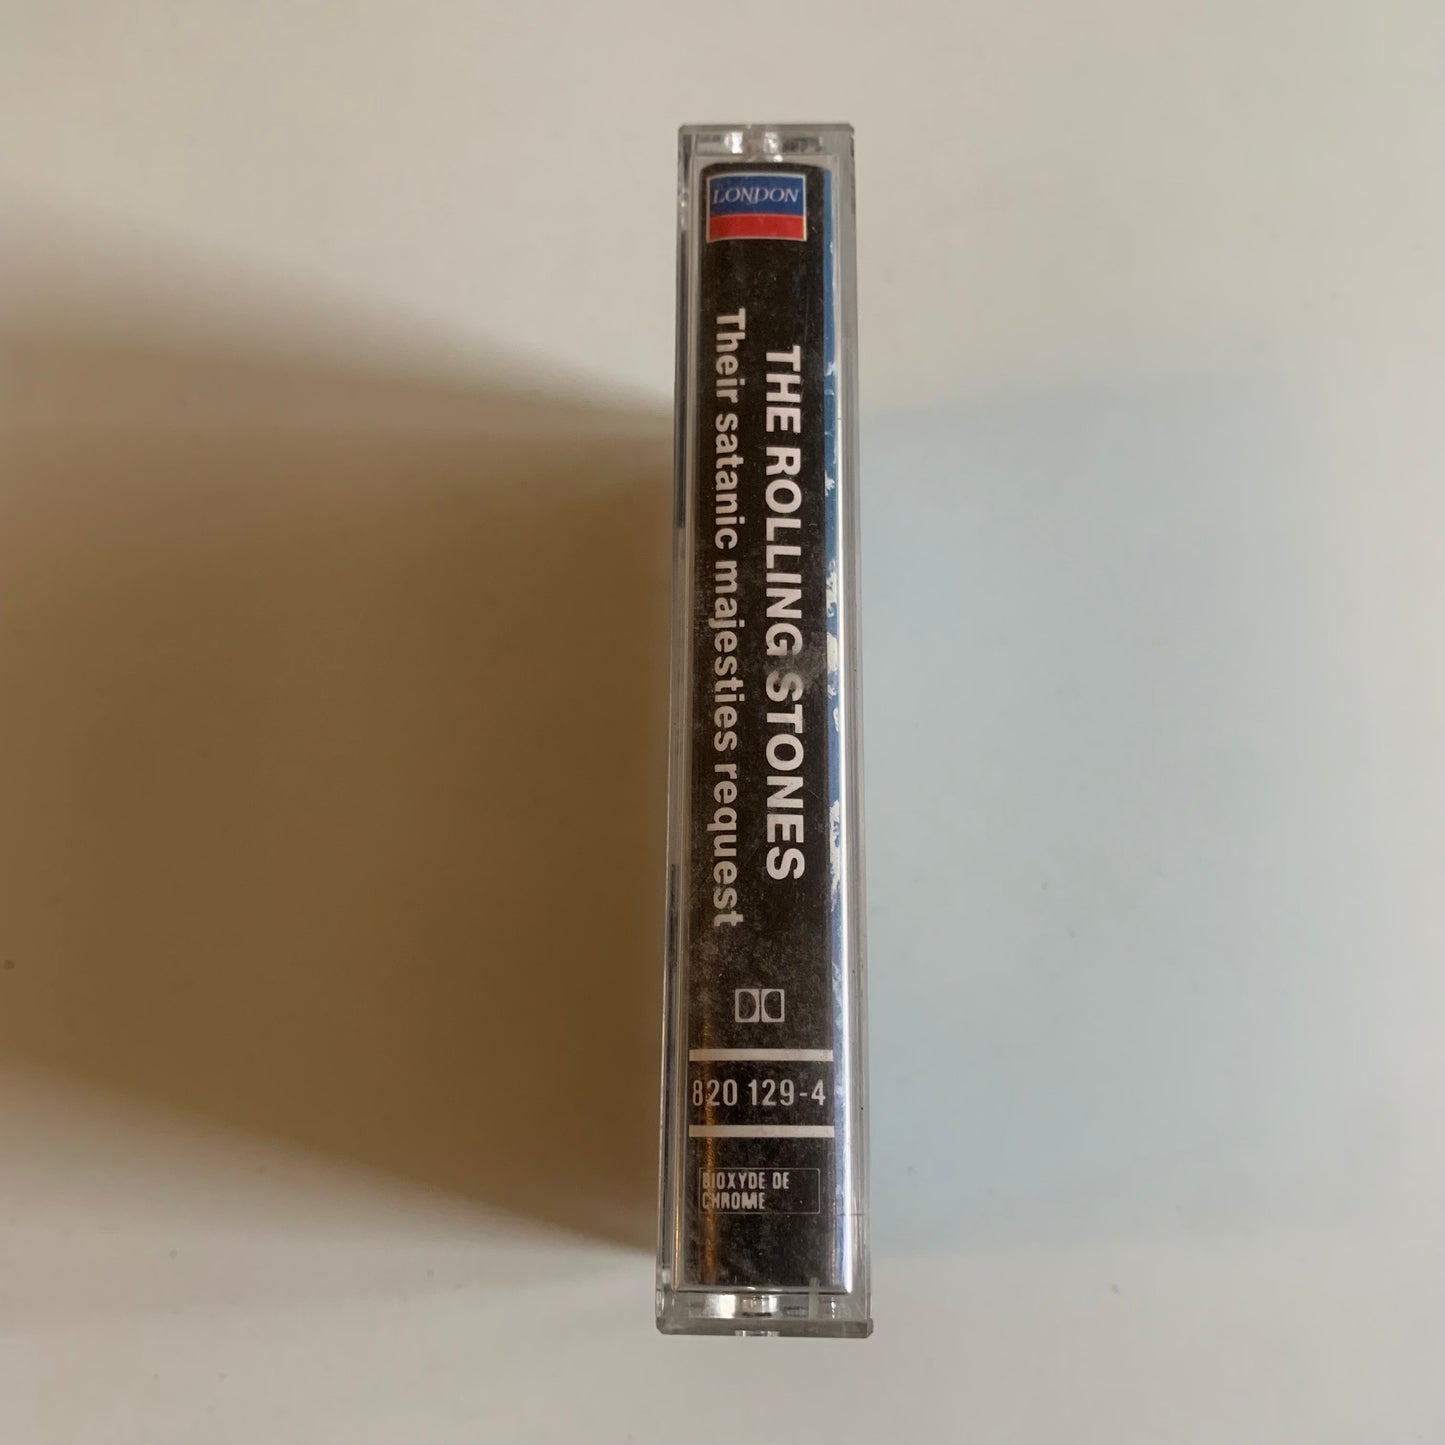 LONDON
THE ROLLING STONES
Their satanic majesties request
820 129-4
BIOXYDE DE
CHROME